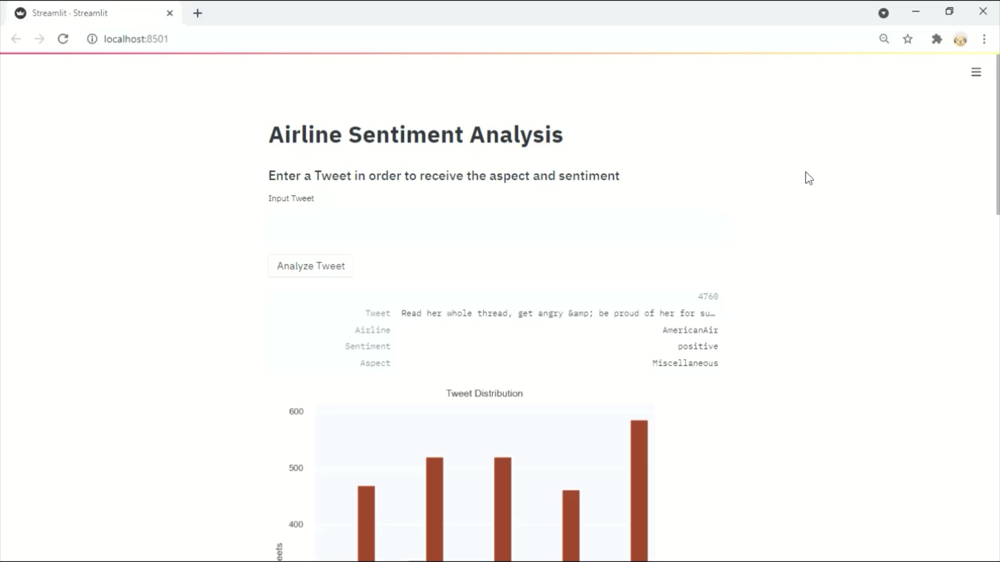 Streamlit · Streamlit
localhost:8501
Airline Sentiment Analysis
Enter a Tweet in order to receive the aspect and sentiment
Input Tweet
Analyze Tweet
4760
Tweet Read her whole thread, get angry &amp; be proud of her for su…
Airline AmericanAir
Sentiment positive
Aspect Miscellaneous
Tweet Distribution
600
500
400